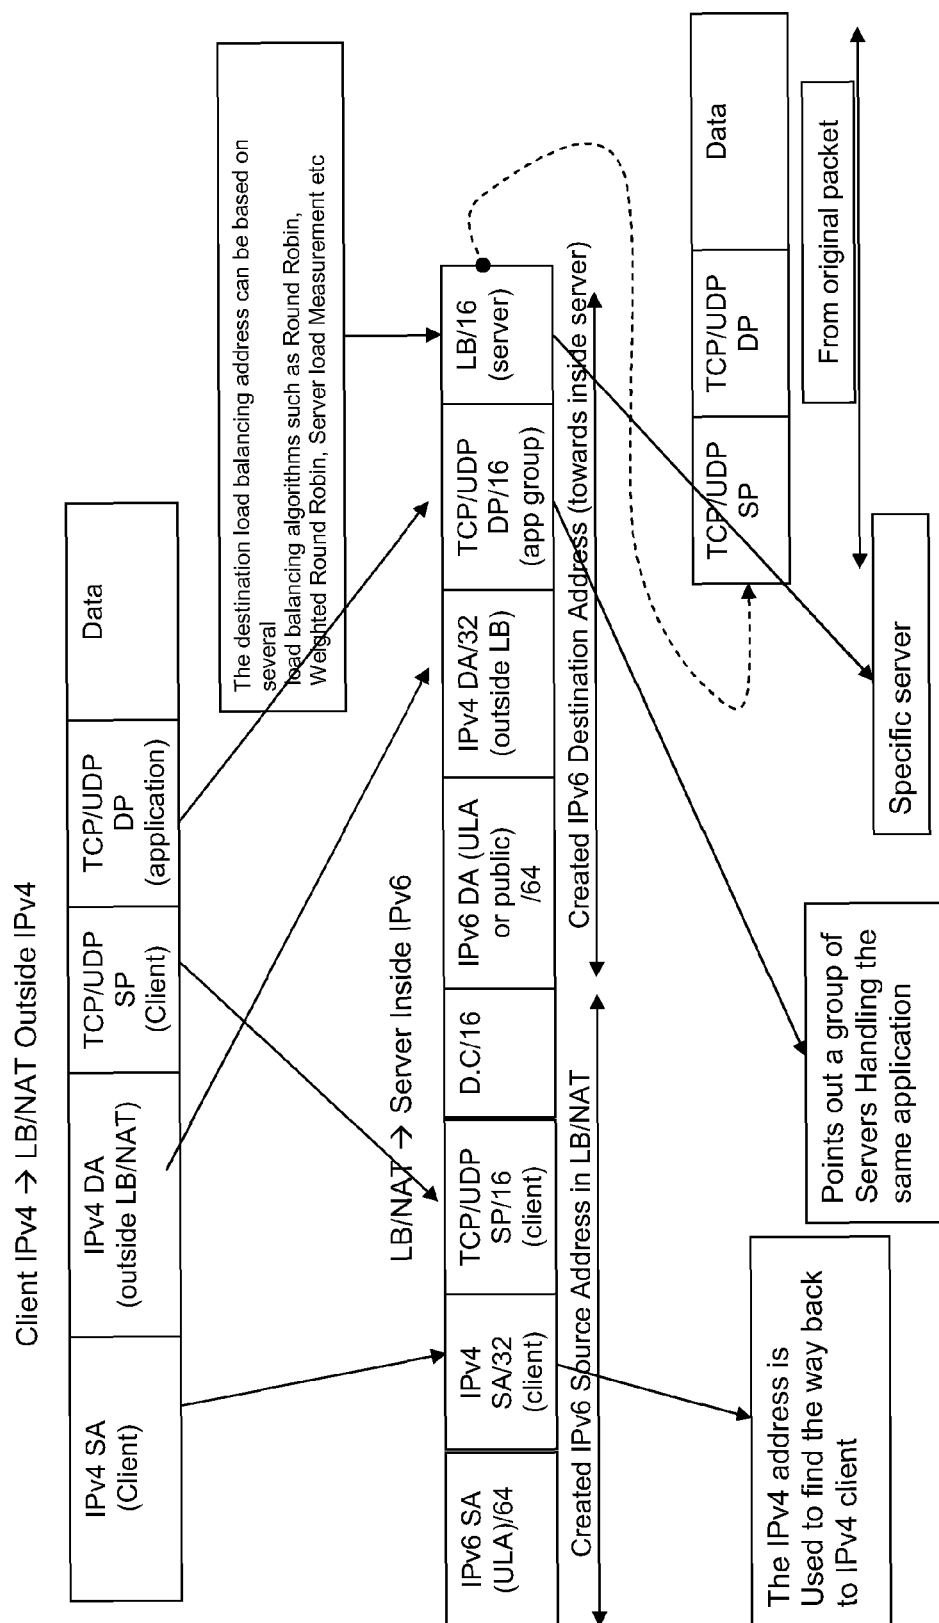 Client IPv4 → LB/NAT Outside IPv4
IPv4 SA
(Client)
IPv4 DA
(outside LB/NAT)
TCP/UDP
SP
(Client)
TCP/UDP
DP
(application)
Data
The destination load balancing address can be based on
several
load balancing algorithms such as Round Robin,
Weighted Round Robin, Server load Measurement etc
LB/NAT → Server Inside IPv6
IPv6 SA
(ULA)/64
IPv4
SA/32
(client)
TCP/UDP
SP/16
(client)
D.C/16
IPv6 DA (ULA
or public)
/64
IPv4 DA/32
(outside LB)
TCP/UDP
DP/16
(app group)
LB/16
(server)
Created IPv6 Source Address in LB/NAT
Created IPv6 Destination Address (towards inside server)
TCP/UDP
SP
TCP/UDP
DP
Data
From original packet
The IPv4 address is
Used to find the way back
to IPv4 client
Points out a group of
Servers Handling the
same application
Specific server